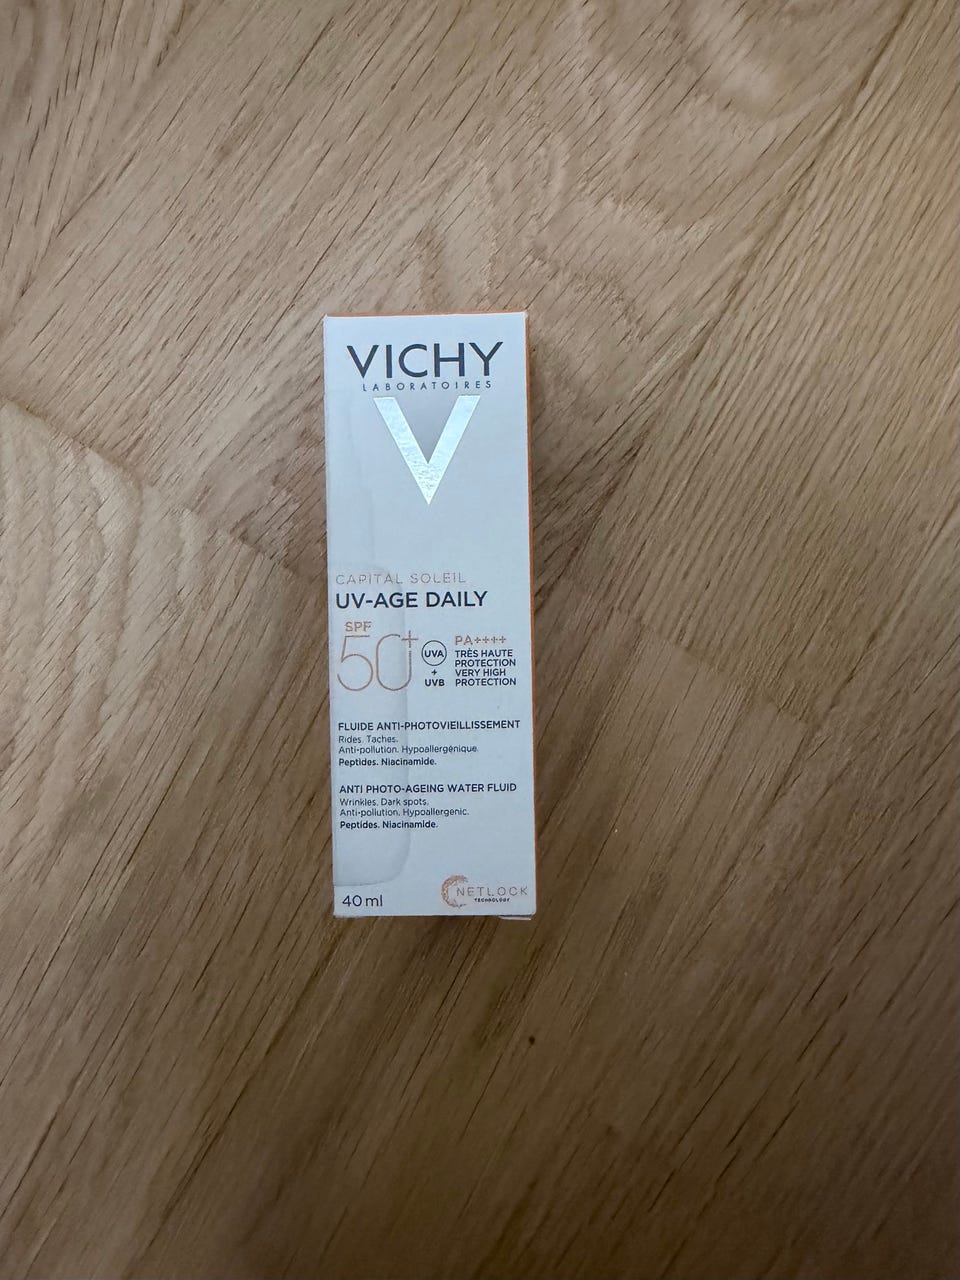 VICHY
LABORATOIRES
V
CAPITAL SOLEIL
UV-AGE DAILY
SPF
50+
UVA
+
UVB
PA++++
TRÈS HAUTE
PROTECTION
VERY HIGH
PROTECTION
FLUIDE ANTI-PHOTOVIEILLISSEMENT
Rides. Taches.
Anti-pollution. Hypoallergénique.
Peptides. Niacinamide.
ANTI PHOTO-AGEING WATER FLUID
Wrinkles. Dark spots.
Anti-pollution. Hypoallergenic.
Peptides. Niacinamide.
40 ml
NETLOCK
TECHNOLOGY